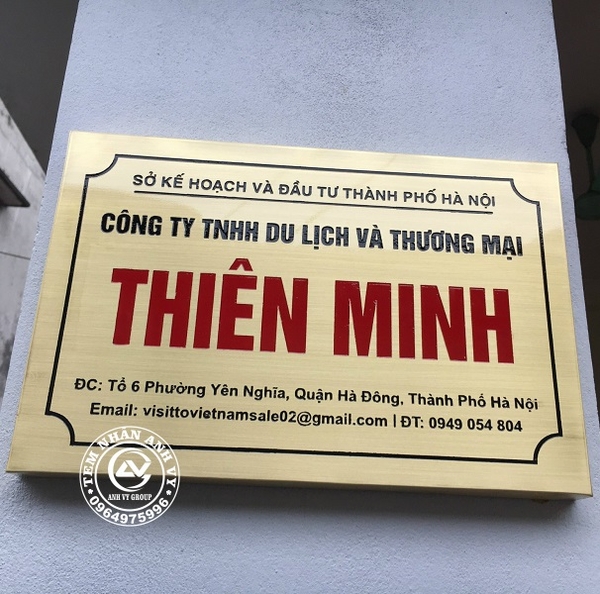 SỞ KẾ HOẠCH VÀ ĐẦU TƯ THÀNH PHỐ HÀ NỘI
CÔNG TY TNHH DU LỊCH VÀ THƯƠNG MẠI
THIÊN MINH
ĐC: Tổ 6 Phường Yên Nghĩa, Quận Hà Đông, Thành Phố Hà Nội
Email: visittovietnamsale02@gmail.com | ĐT: 0949 054 804
TEM NHÃN ANH VY
ANH VY GROUP
0964975996